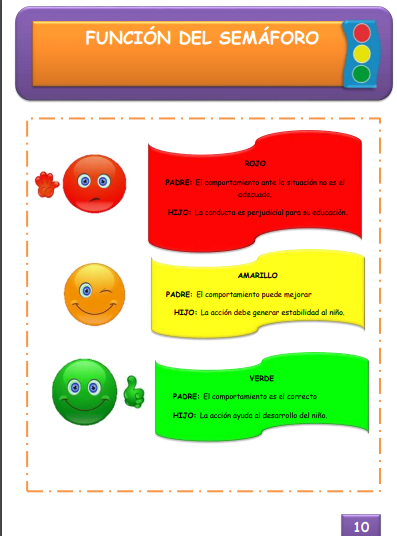 FUNCIÓN DEL SEMÁFORO
ROJO
PADRE: El comportamiento ante la situación no es el
adecuado.
HIJO: La conducta es perjudicial para su educación.
AMARILLO
PADRE: El comportamiento puede mejorar
HIJO: La acción debe generar estabilidad al niño.
VERDE
PADRE: El comportamiento es el correcto
HIJO: La acción ayuda al desarrollo del niño.
10